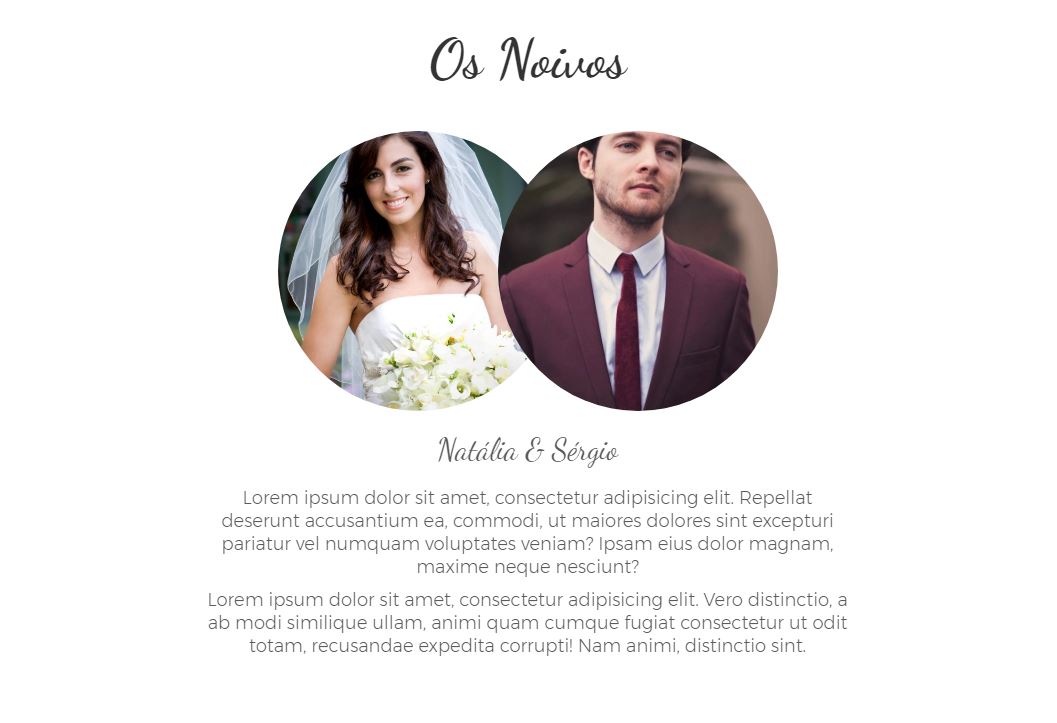 Os Noivos
Natália & Sérgio
Lorem ipsum dolor sit amet, consectetur adipisicing elit. Repellat
deserunt accusantium ea, commodi, ut maiores dolores sint excepturi
pariatur vel numquam voluptates veniam? Ipsam eius dolor magnam,
maxime neque nesciunt?
Lorem ipsum dolor sit amet, consectetur adipisicing elit. Vero distinctio, a
ab modi similique ullam, animi quam cumque fugiat consectetur ut odit
totam, recusandae expedita corrupti! Nam animi, distinctio sint.